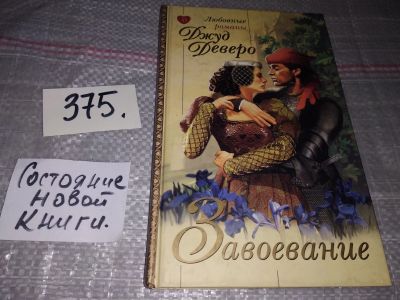 Любовные
романы
Джуд
Деверо
375.
Состояние
новой
книги.
Завоевание